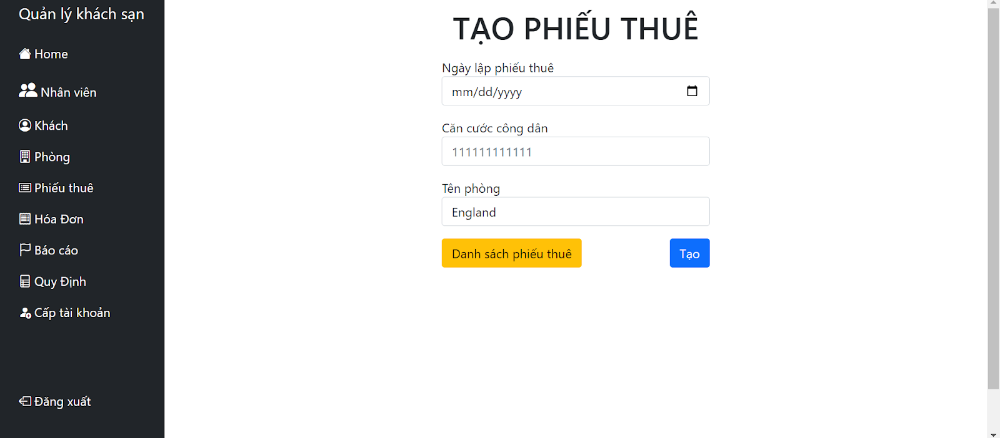 Quản lý khách sạn
Home
Nhân viên
Khách
Phòng
Phiếu thuê
Hóa Đơn
Báo cáo
Quy Định
Cấp tài khoản
Đăng xuất
TẠO PHIẾU THUÊ
Ngày lập phiếu thuê
mm/dd/yyyy
Căn cước công dân
111111111111
Tên phòng
England
Danh sách phiếu thuê
Tạo